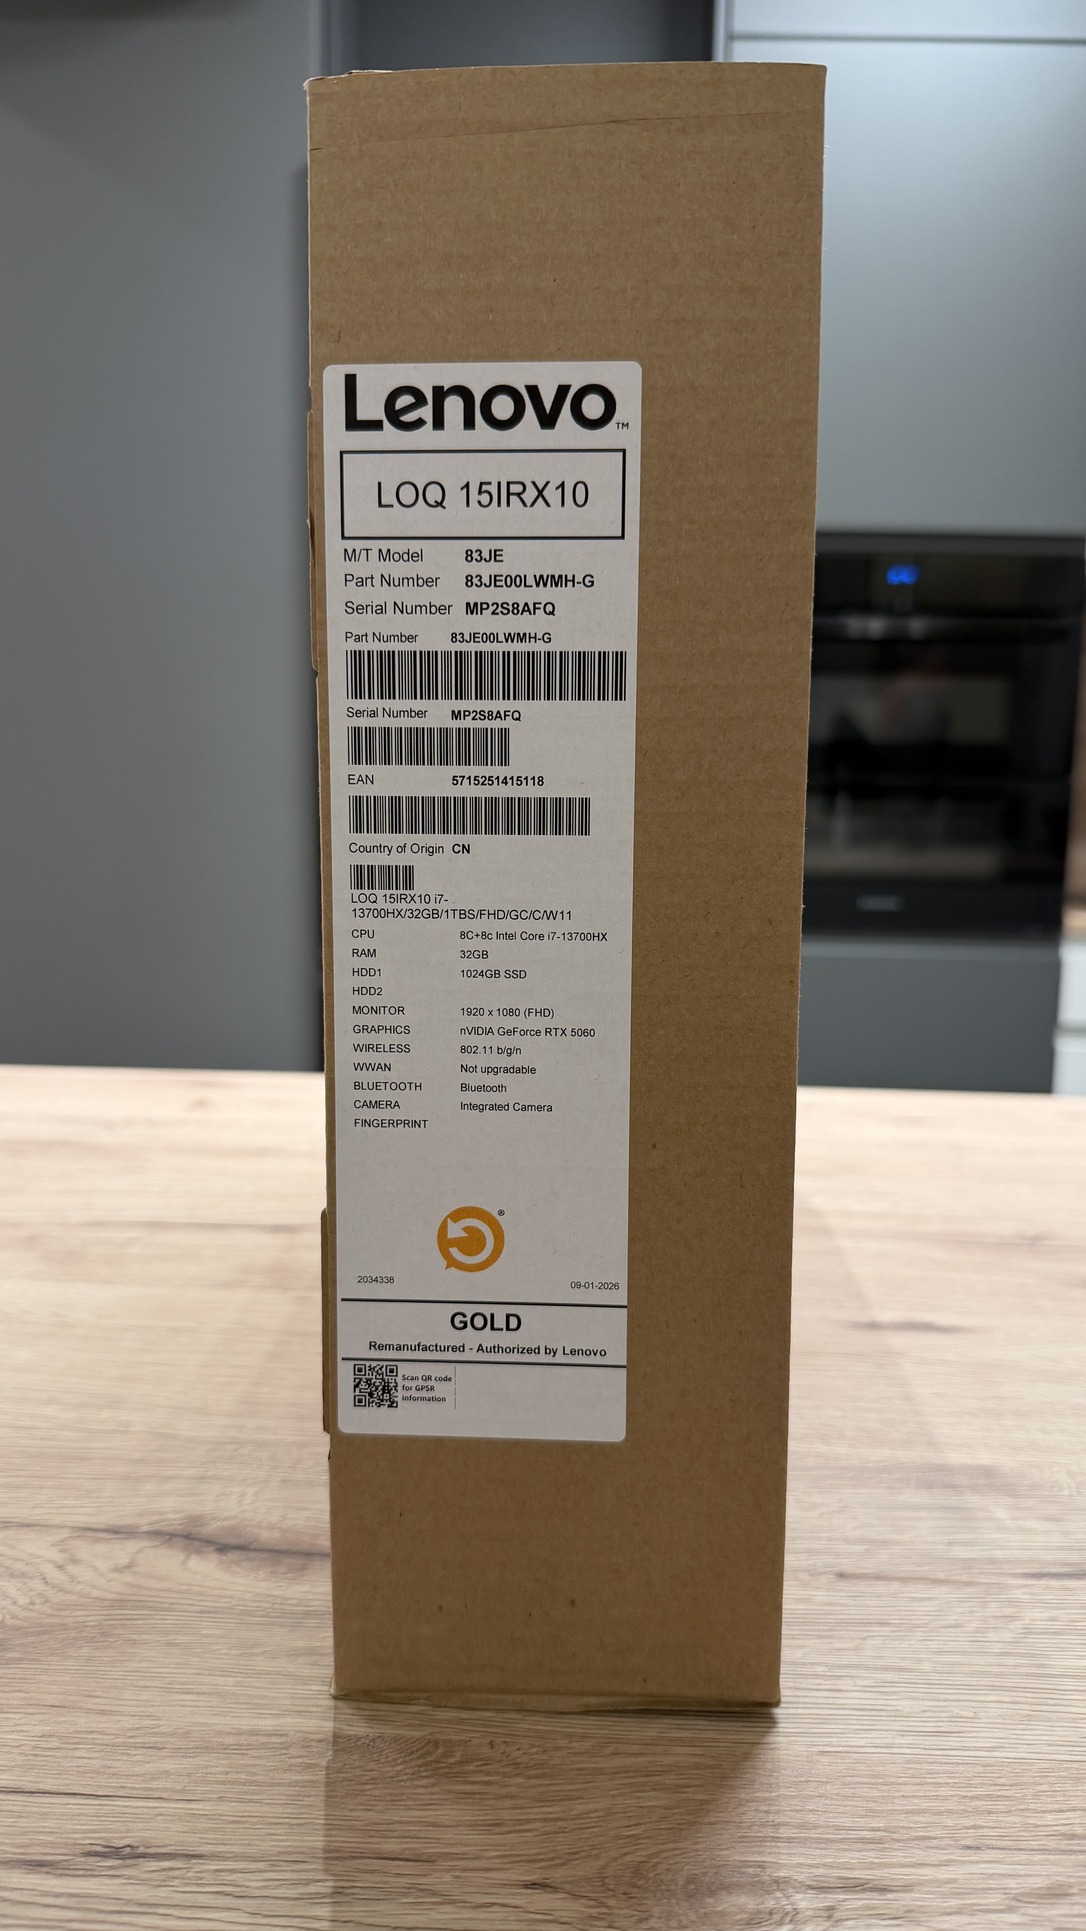 Lenovo™
LOQ 15IRX10
M/T Model 83JE
Part Number 83JE00LWMH-G
Serial Number MP2S8AFQ
Part Number 83JE00LWMH-G
Serial Number MP2S8AFQ
EAN 5715251415118
Country of Origin CN
LOQ 15IRX10 i7-
13700HX/32GB/1TBS/FHD/GC/C/W11
CPU 8C+8c Intel Core i7-13700HX
RAM 32GB
HDD1 1024GB SSD
HDD2
MONITOR 1920 x 1080 (FHD)
GRAPHICS nVIDIA GeForce RTX 5060
WIRELESS 802.11 b/g/n
WWAN Not upgradable
BLUETOOTH Bluetooth
CAMERA Integrated Camera
FINGERPRINT
®
2034338 09-01-2026
GOLD
Remanufactured - Authorized by Lenovo
Scan QR code
for GPSR
information